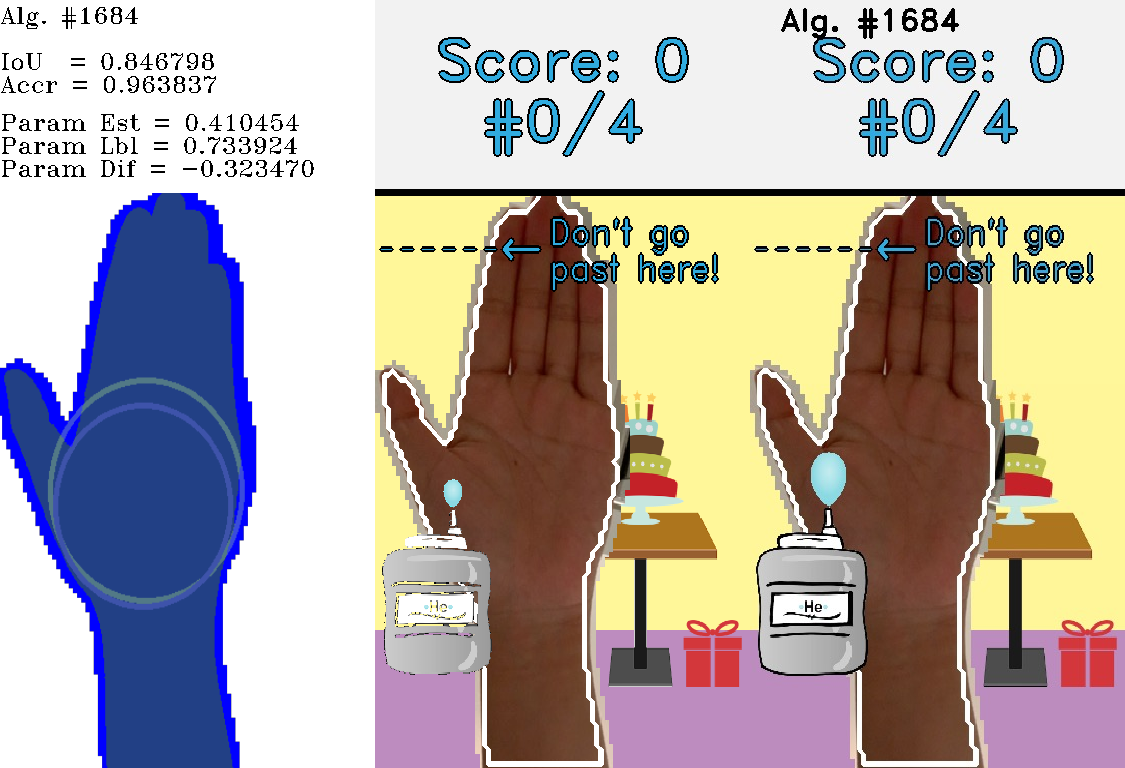 Alg. #1684
IoU = 0.846798
Accr = 0.963837
Param Est = 0.410454
Param Lbl = 0.733924
Param Dif = −0.323470
Score: 0
#0/4
Don't go
past here!
He
Alg. #1684
Score: 0
#0/4
Don't go
past here!
He